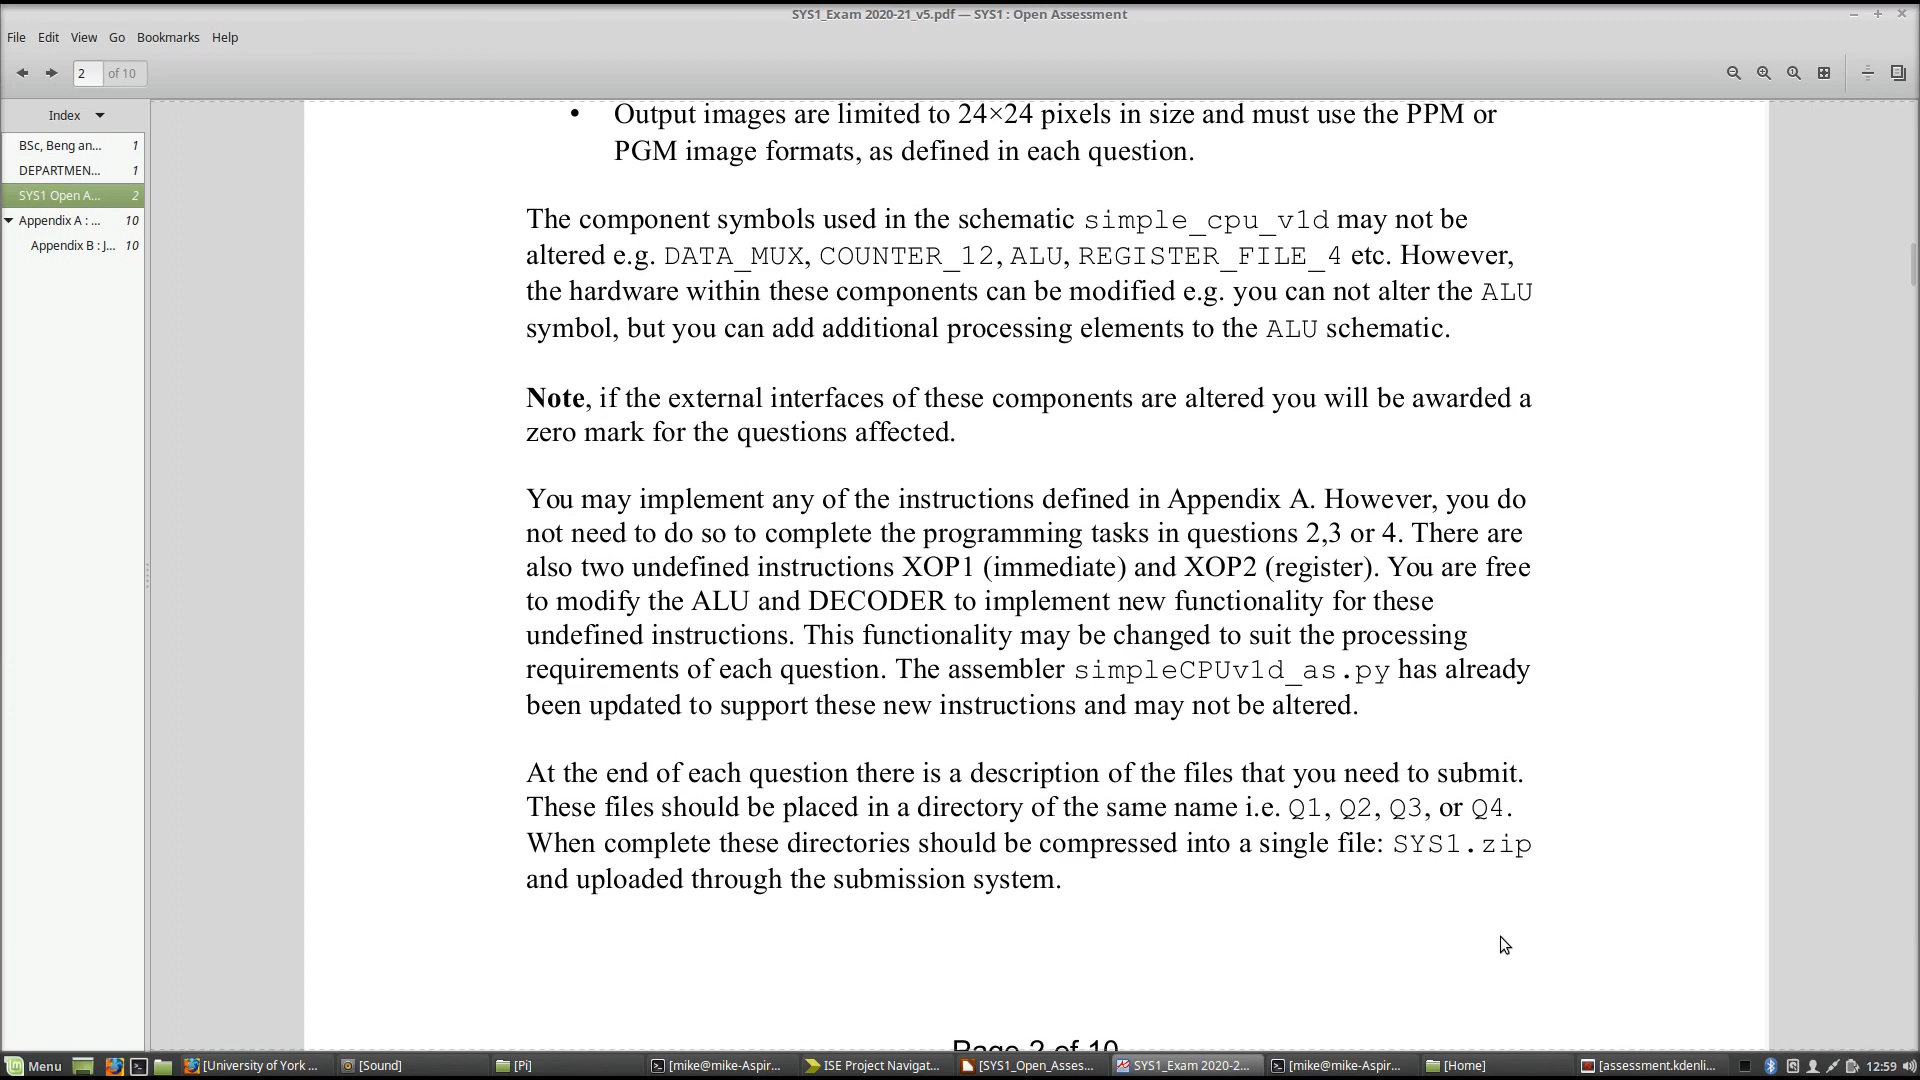 SYS1_Exam 2020-21_v5.pdf — SYS1 : Open Assessment
File Edit View Go Bookmarks Help
2 of 10
Index
BSc, Beng an... 1
DEPARTMEN... 1
SYS1 Open A... 2
Appendix A : ... 10
Appendix B : J... 10
• Output images are limited to 24×24 pixels in size and must use the PPM or
PGM image formats, as defined in each question.
The component symbols used in the schematic simple_cpu_v1d may not be
altered e.g. DATA_MUX, COUNTER_12, ALU, REGISTER_FILE_4 etc. However,
the hardware within these components can be modified e.g. you can not alter the ALU
symbol, but you can add additional processing elements to the ALU schematic.
Note, if the external interfaces of these components are altered you will be awarded a
zero mark for the questions affected.
You may implement any of the instructions defined in Appendix A. However, you do
not need to do so to complete the programming tasks in questions 2,3 or 4. There are
also two undefined instructions XOP1 (immediate) and XOP2 (register). You are free
to modify the ALU and DECODER to implement new functionality for these
undefined instructions. This functionality may be changed to suit the processing
requirements of each question. The assembler simpleCPUv1d_as.py has already
been updated to support these new instructions and may not be altered.
At the end of each question there is a description of the files that you need to submit.
These files should be placed in a directory of the same name i.e. Q1, Q2, Q3, or Q4.
When complete these directories should be compressed into a single file: SYS1.zip
and uploaded through the submission system.
Page 2 of 10
Menu [University of York ... [Sound] [Pi] [mike@mike-Aspir... ISE Project Navigat... [SYS1_Open_Asses... SYS1_Exam 2020-2... [mike@mike-Aspir... [Home] [assessment.kdenli... 12:59